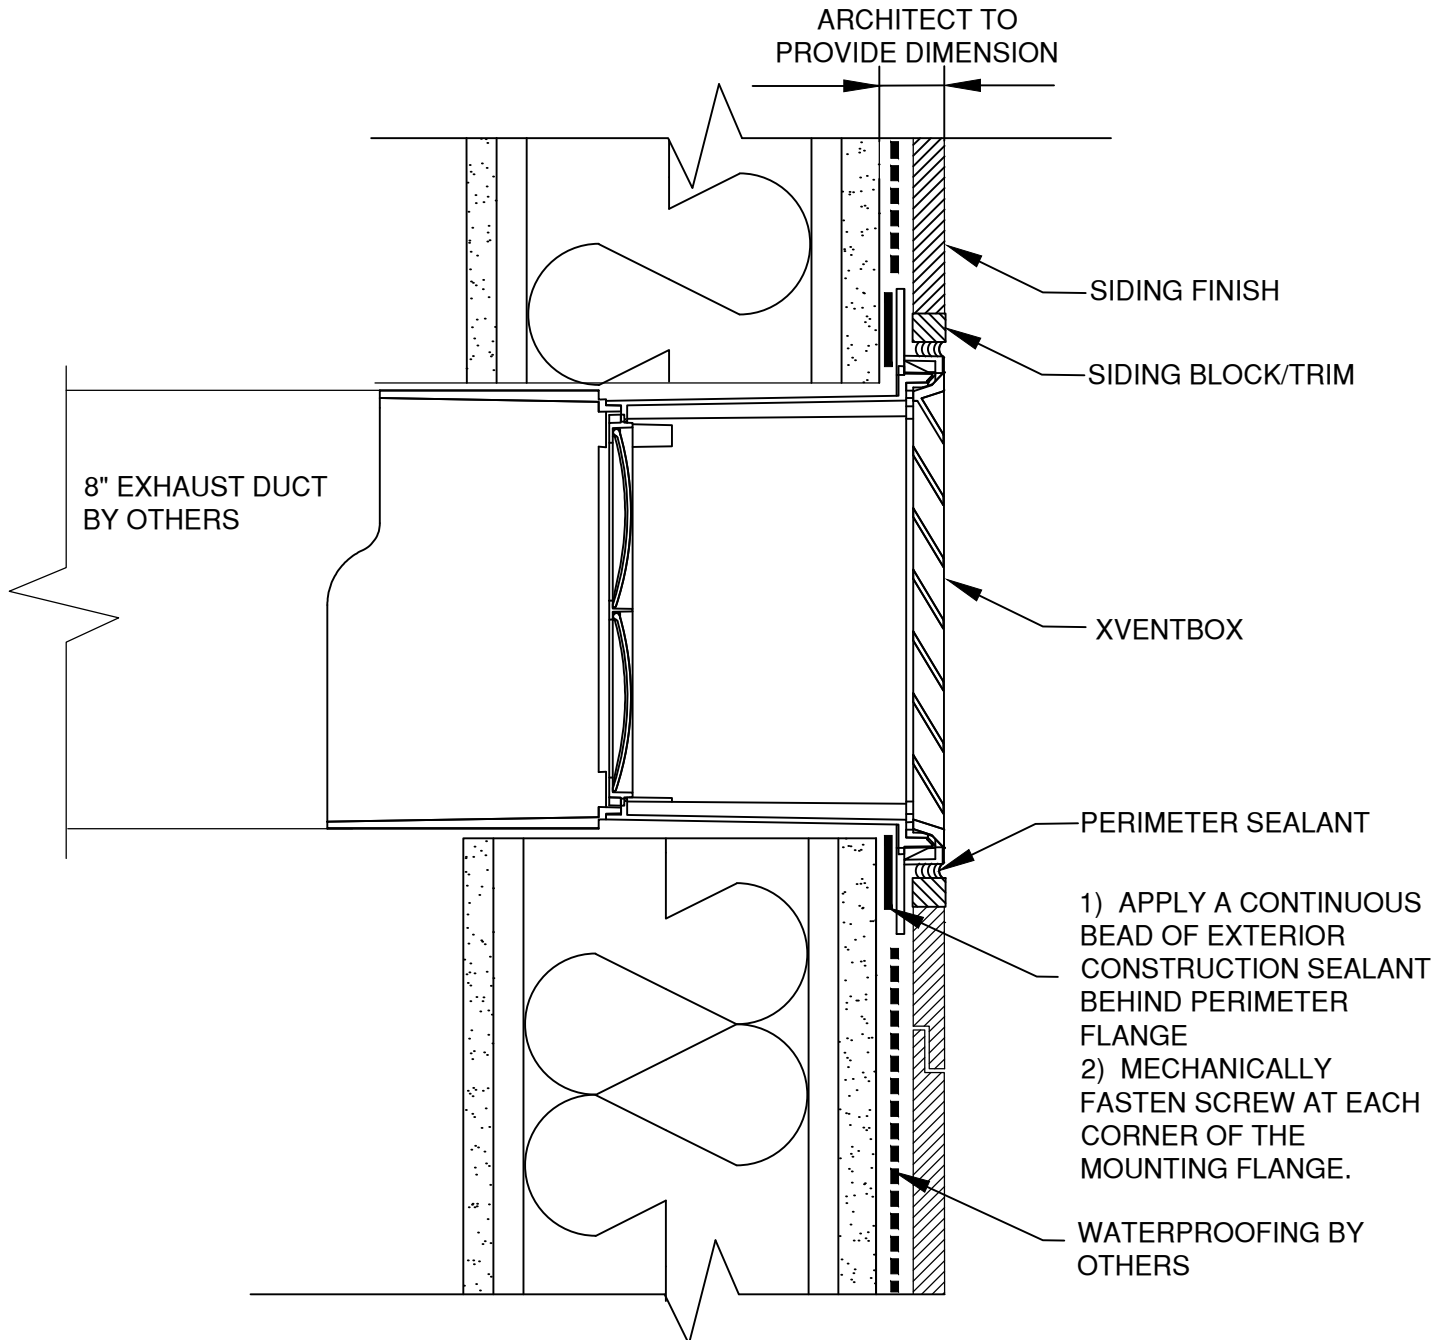 ARCHITECT TO
PROVIDE DIMENSION
SIDING FINISH
SIDING BLOCK/TRIM
8" EXHAUST DUCT
BY OTHERS
XVENTBOX
PERIMETER SEALANT
1)  APPLY A CONTINUOUS
BEAD OF EXTERIOR
CONSTRUCTION SEALANT
BEHIND PERIMETER
FLANGE
2)  MECHANICALLY
FASTEN SCREW AT EACH
CORNER OF THE
MOUNTING FLANGE.
WATERPROOFING BY
OTHERS